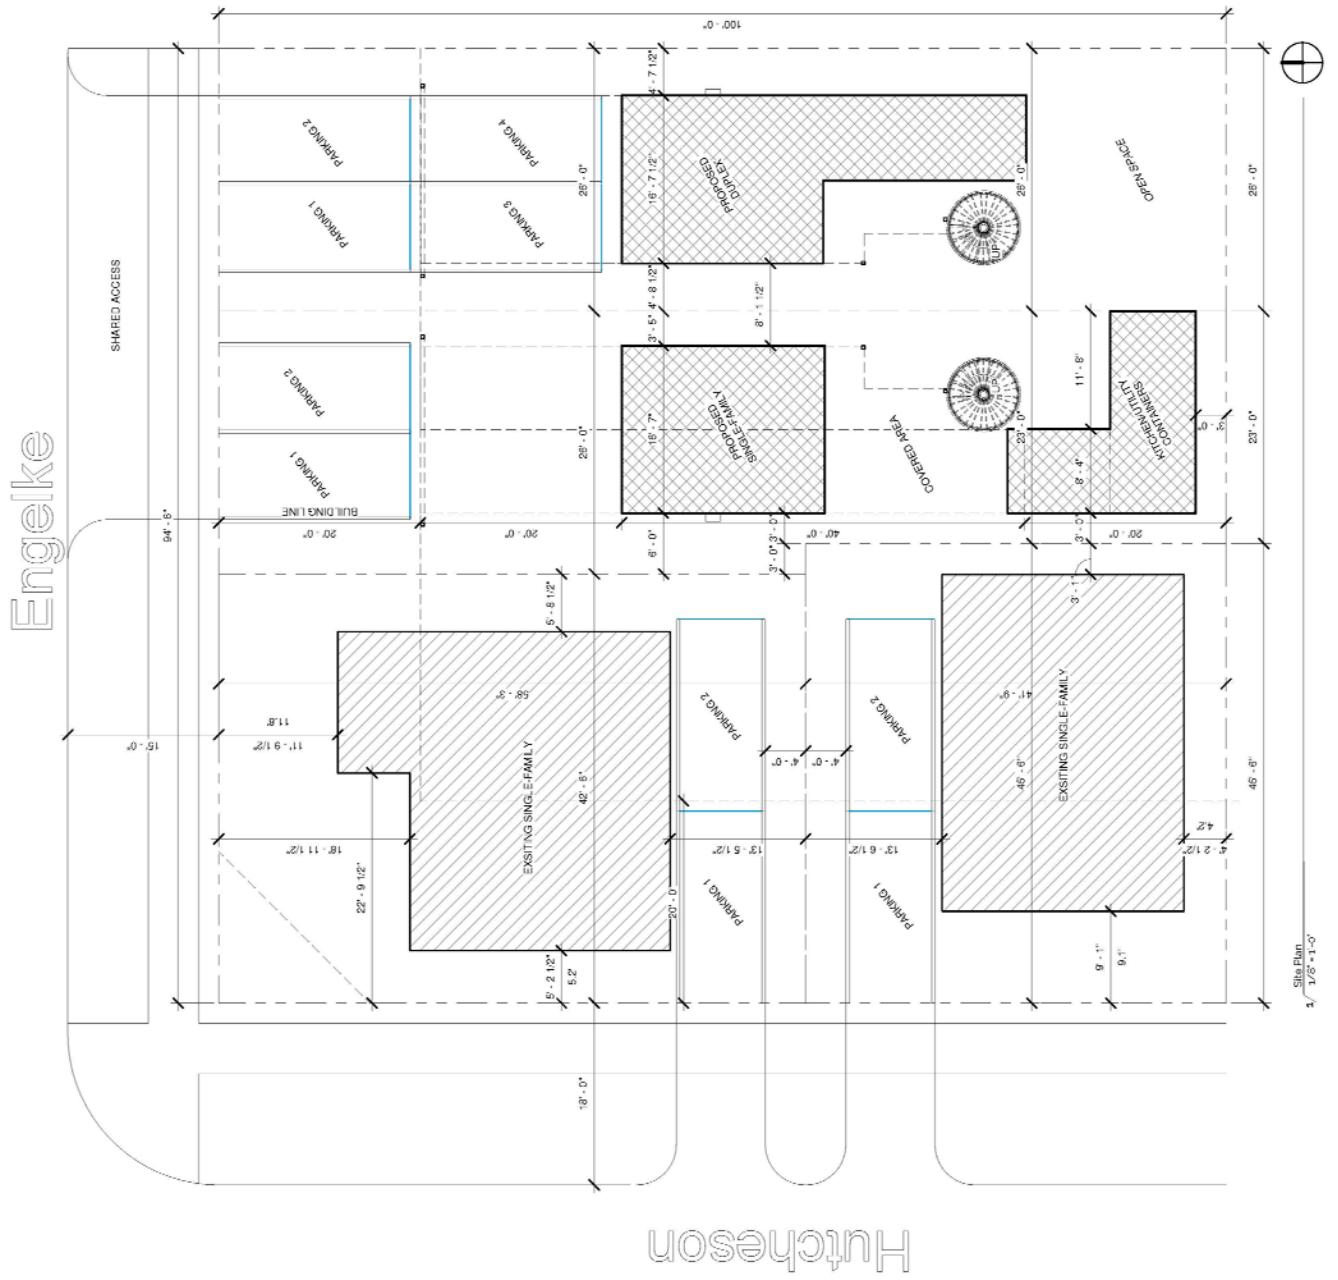 100' - 0"
4' - 7 1/2"
PARKING 2
PARKING 4
PARKING 1
PARKING 3
26' - 0"
16' - 7 1/2"
PROPOSED
DUPLEX
26' - 0"
OPEN SPACE
26' - 0"
UP
SHARED ACCESS
4' - 8 1/2"
8' - 1 1/2"
3' - 5"
PARKING 2
PARKING 1
BUILDING LINE
26' - 0"
16' - 7"
PROPOSED
SINGLE-FAMILY
COVERED AREA
23' - 0"
11' - 8"
8' - 4"
KITCHEN/UTILITY
CONTAINERS
3' - 0"
23' - 0"
Engelke
94' - 6"
20' - 0"
20' - 0"
6' - 0"
3' - 0"
3' - 0"
40' - 0"
3' - 0"
20' - 0"
5' - 8 1/2"
3' - 1"
58' - 3"
41' - 9"
PARKING 2
PARKING 2
11.8'
11' - 9 1/2"
15' - 0"
EXSITING SINGLE-FAMILY
42' - 6"
4' - 0"
4' - 0"
46' - 6"
EXSITING SINGLE-FAMILY
46' - 6"
18' - 11 1/2"
13' - 5 1/2"
13' - 6 1/2"
4.2'
4' - 2 1/2"
22' - 9 1/2"
20' - 0
PARKING 1
PARKING 1
5' - 2 1/2"
5.2'
9' - 1"
9.1'
18' - 0"
Hutcheson
Site Plan
1
1/8" = 1'-0"